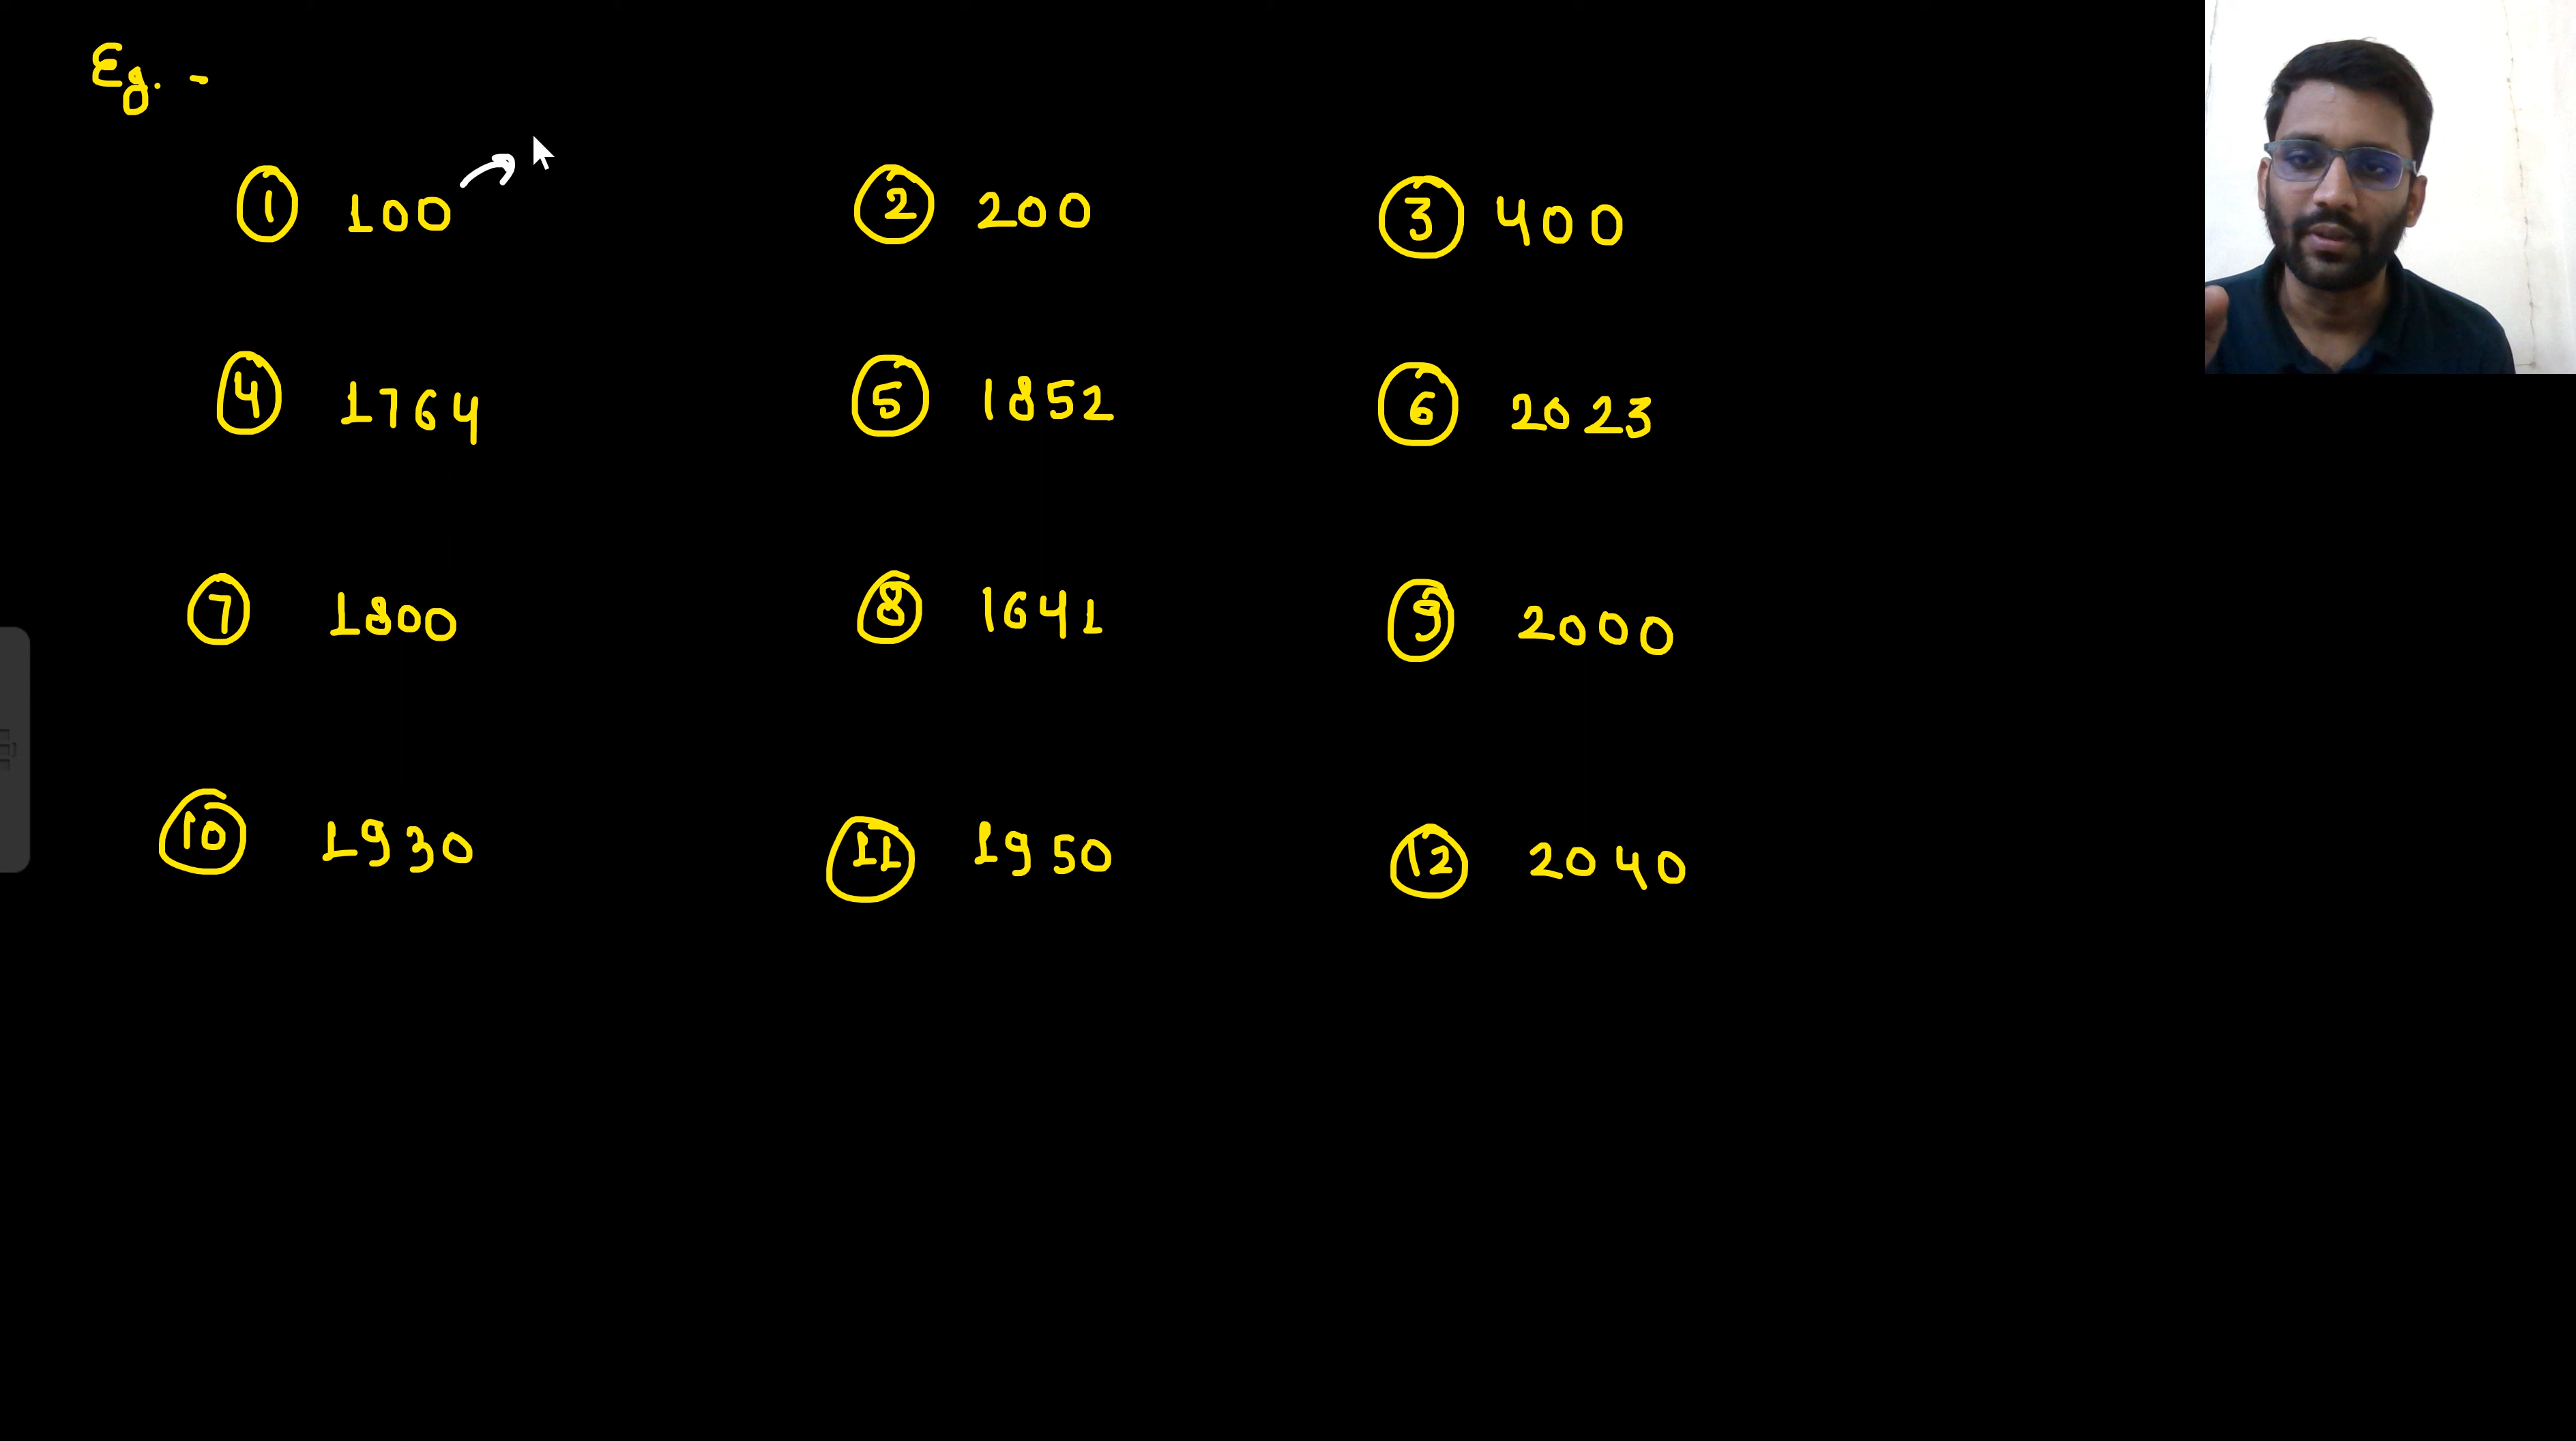 Eg. -
① 100 ② 200 ③ 400
④ 1764 ⑤ 1852 ⑥ 2023
⑦ 1800 ⑧ 1641 ⑨ 2000
⑩ 1930 ⑪ 1950 ⑫ 2040